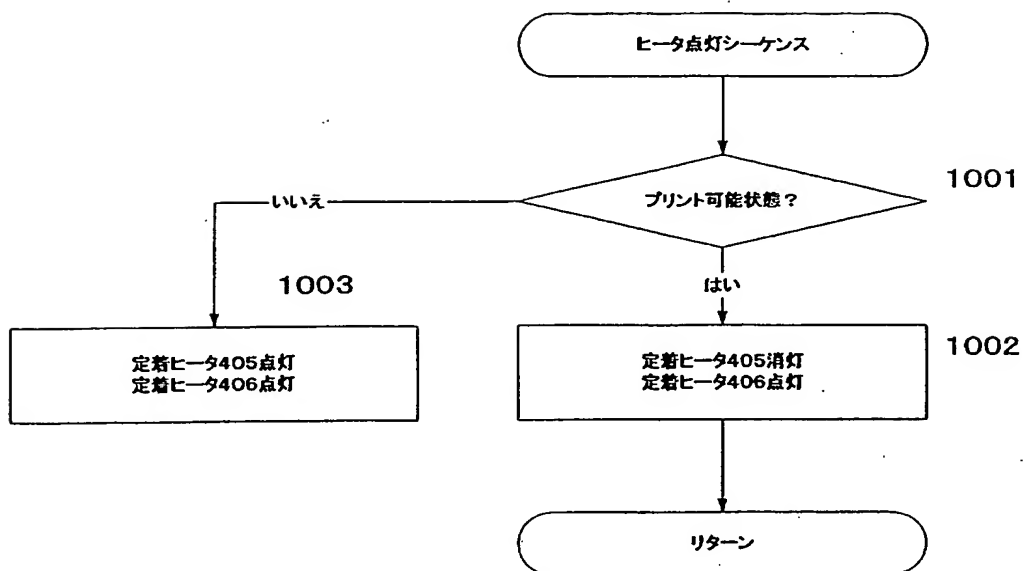 ヒータ点灯シーケンス
プリント可能状態？
1001
いいえ
はい
1003
定着ヒータ405点灯
定着ヒータ406点灯
定着ヒータ405消灯
定着ヒータ406点灯
1002
リターン